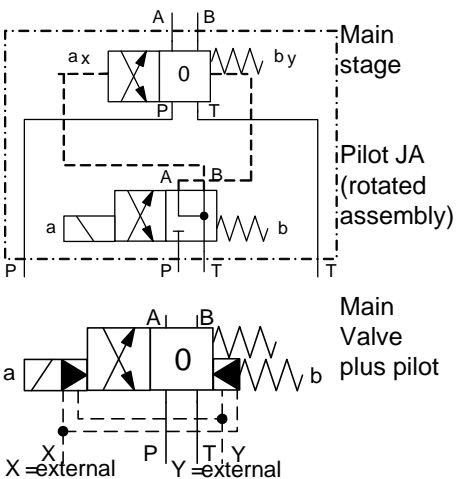 A B
Main
stage
a x
0
b y
P T
Pilot JA
(rotated
assembly)
A B
a
b
P P T T
Main
Valve
plus pilot
A B
a
0
b
X P T Y
X =external Y =external